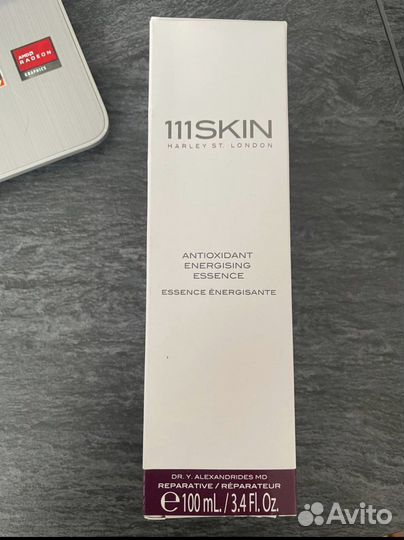 AMD
RADEON
GRAPHICS
111SKIN
HARLEY ST. LONDON
ANTIOXIDANT
ENERGISING
ESSENCE
ESSENCE ÉNERGISANTE
DR. Y. ALEXANDRIDES MD
REPARATIVE / RÉPARATEUR
℮100 mL. / 3.4 Fl. Oz.
Avito